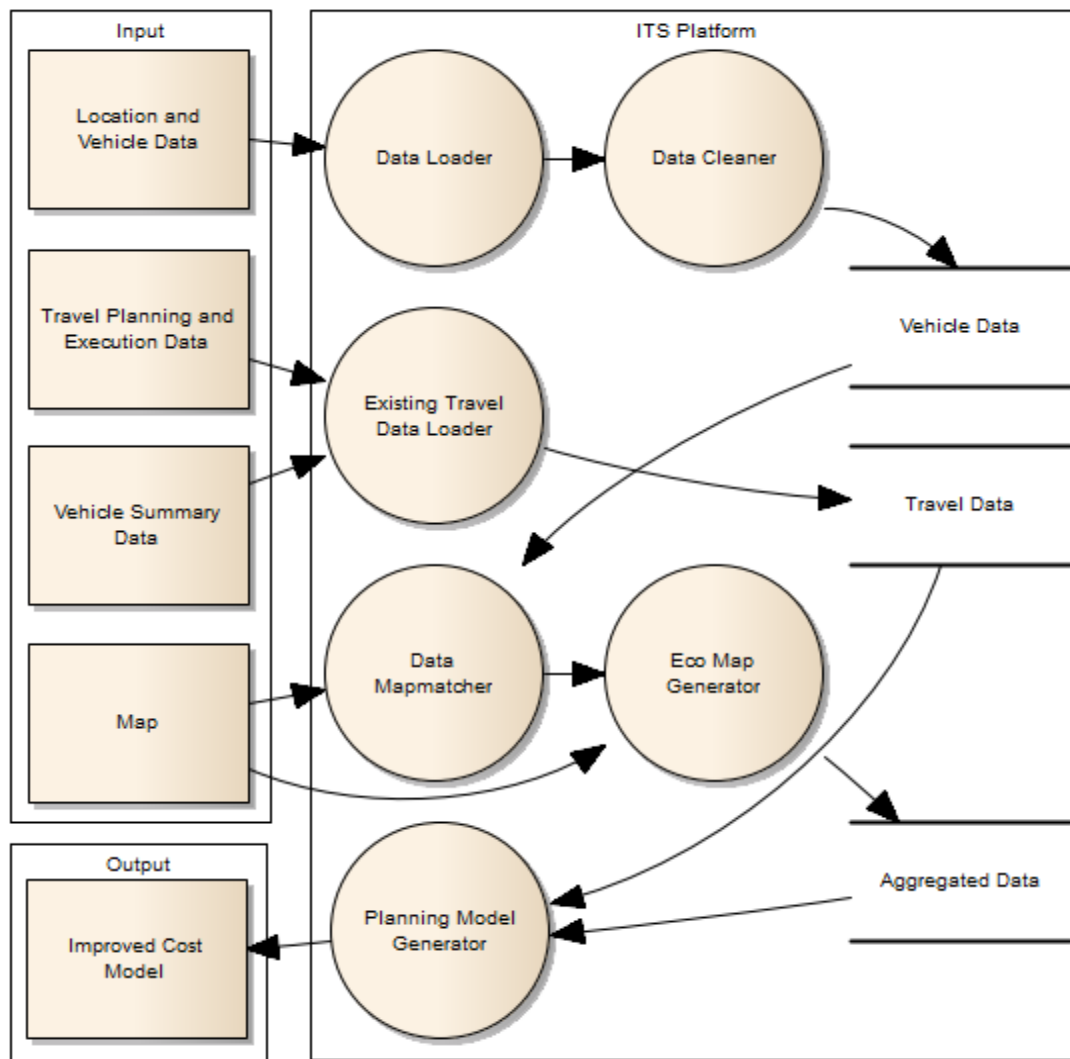 Input
Location and
Vehicle Data
Travel Planning and
Execution Data
Vehicle Summary
Data
Map
Output
Improved Cost
Model
ITS Platform
Data Loader
Data Cleaner
Vehicle Data
Existing Travel
Data Loader
Travel Data
Data
Mapmatcher
Eco Map
Generator
Aggregated Data
Planning Model
Generator